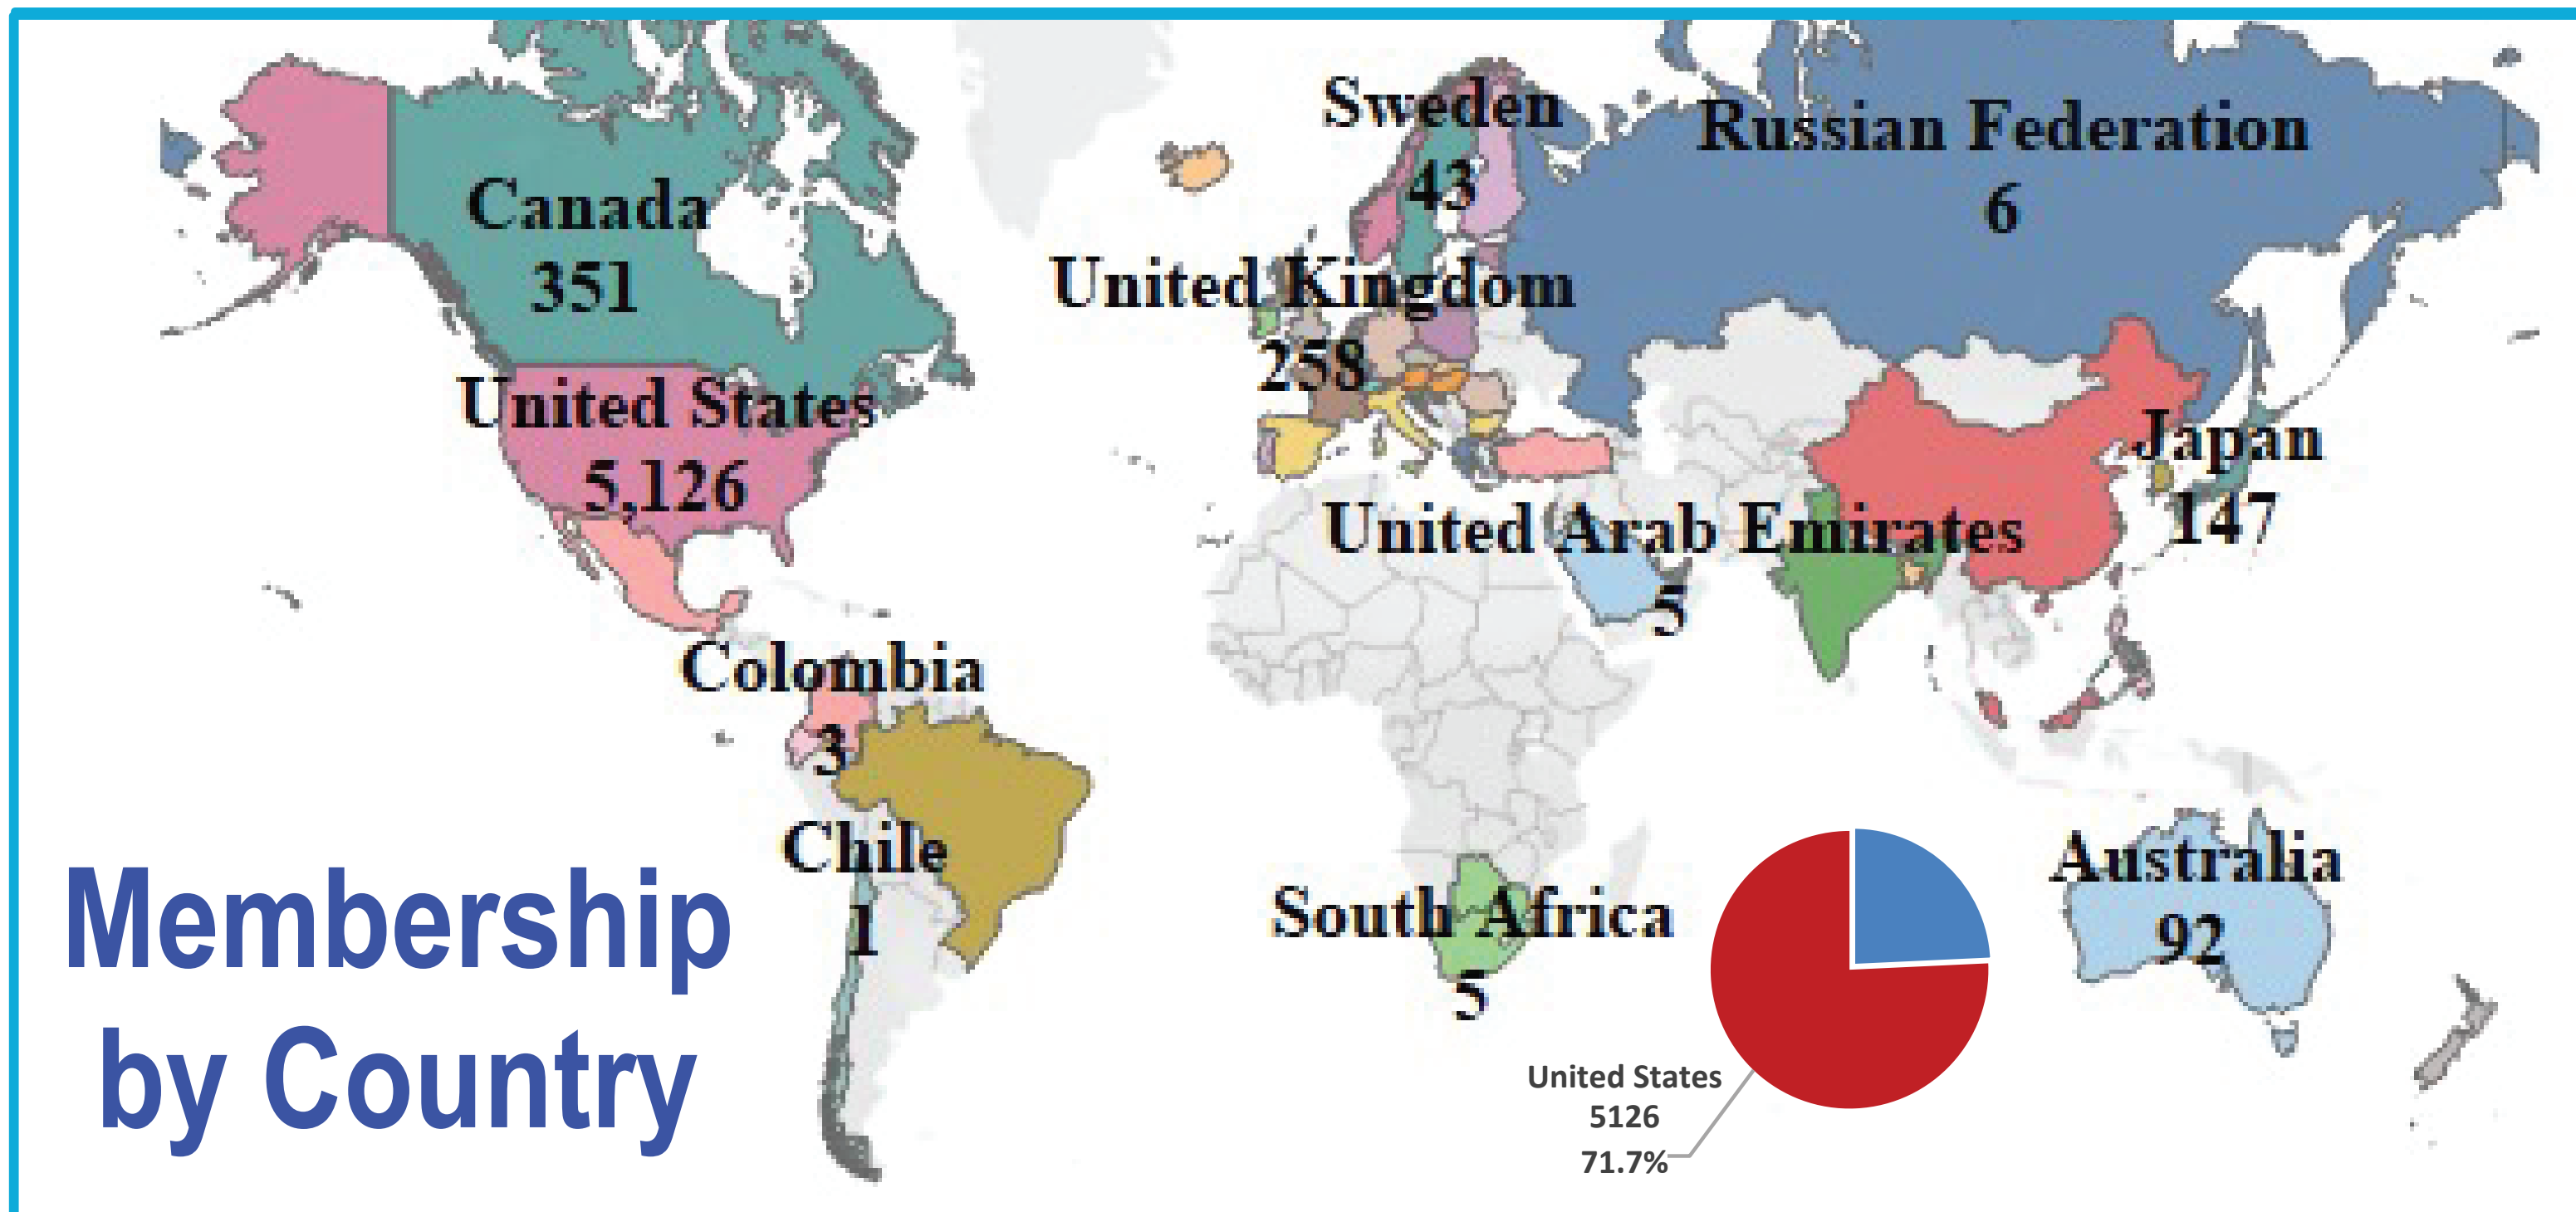 Sweden
43
Russian Federation
6
Canada
351
United Kingdom
258
United States
5,126
Japan
147
United Arab Emirates
5
Colombia
3
Chile
1
South Africa
5
Australia
92
Membership
by Country
United States
5126
71.7%